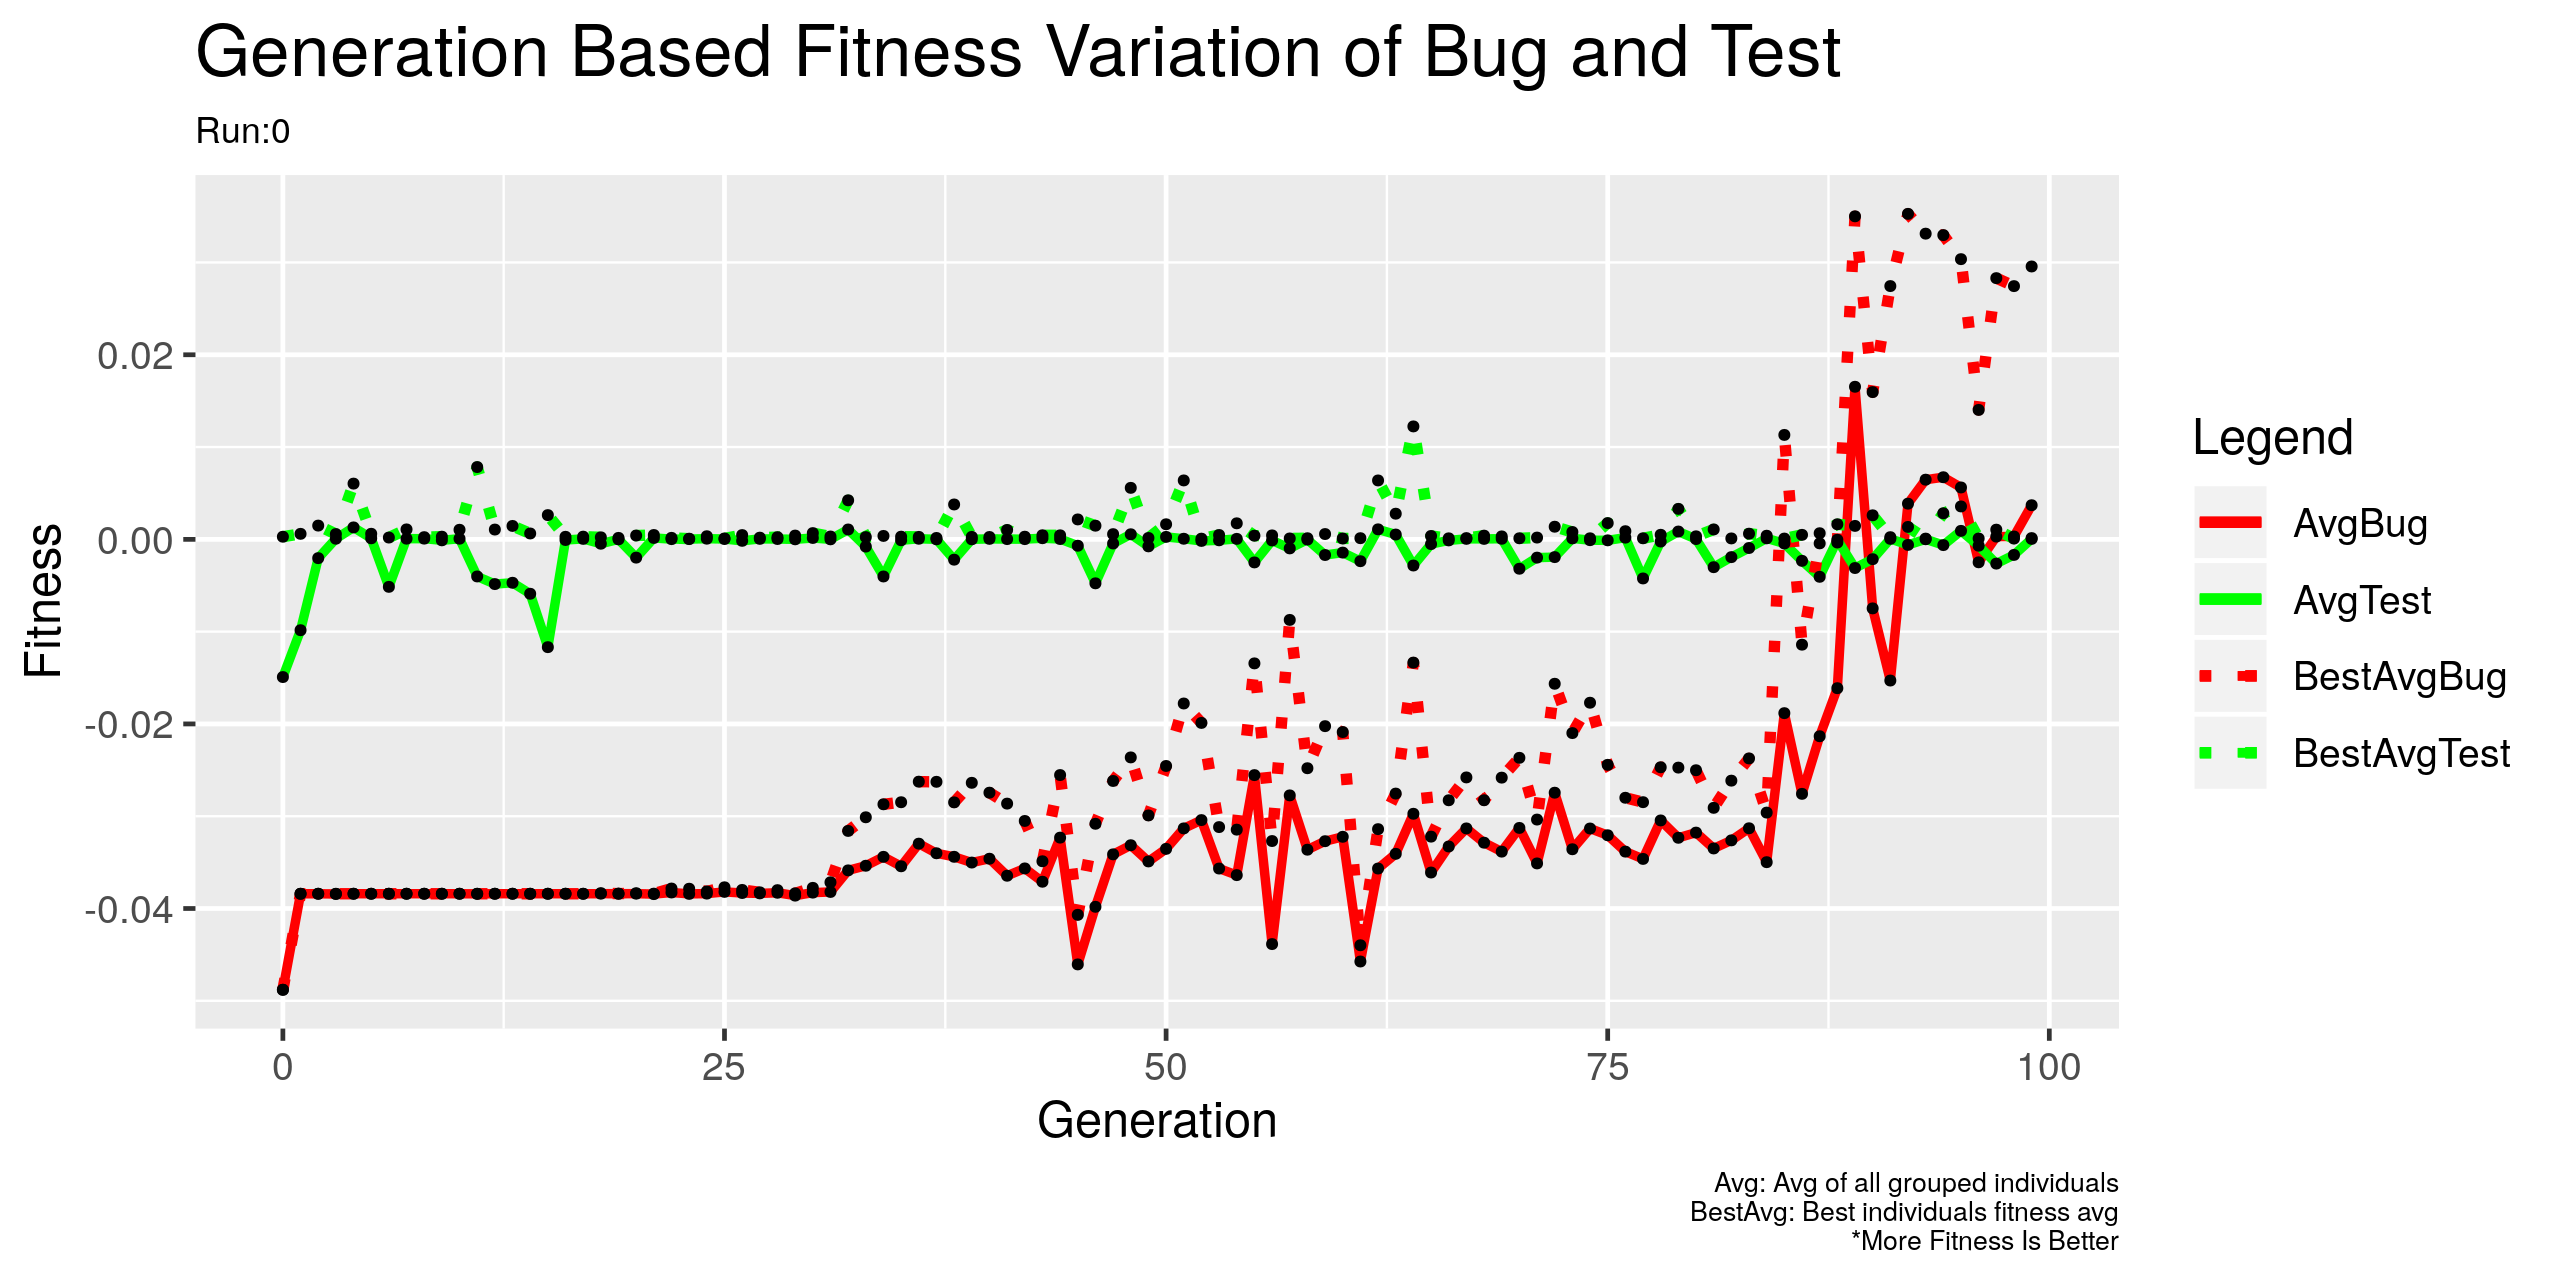 Generation Based Fitness Variation of Bug and Test
Run:0
Fitness
0.02
0.00
-0.02
-0.04
0
25
50
75
100
Generation
Legend
AvgBug
AvgTest
BestAvgBug
BestAvgTest
Avg: Avg of all grouped individuals
BestAvg: Best individuals fitness avg
*More Fitness Is Better